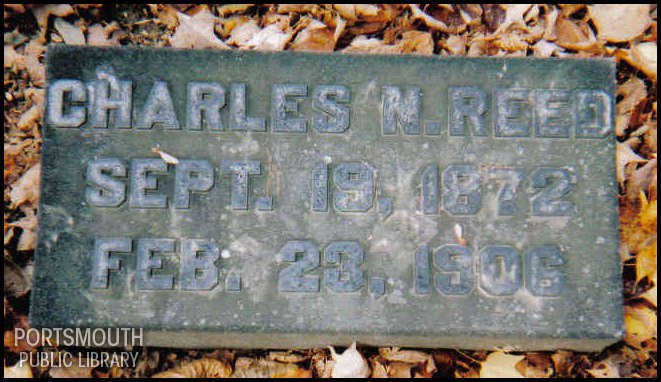 CHARLES N. REED
SEPT. 19, 1872
FEB. 23, 1906
PORTSMOUTH
PUBLIC LIBRARY